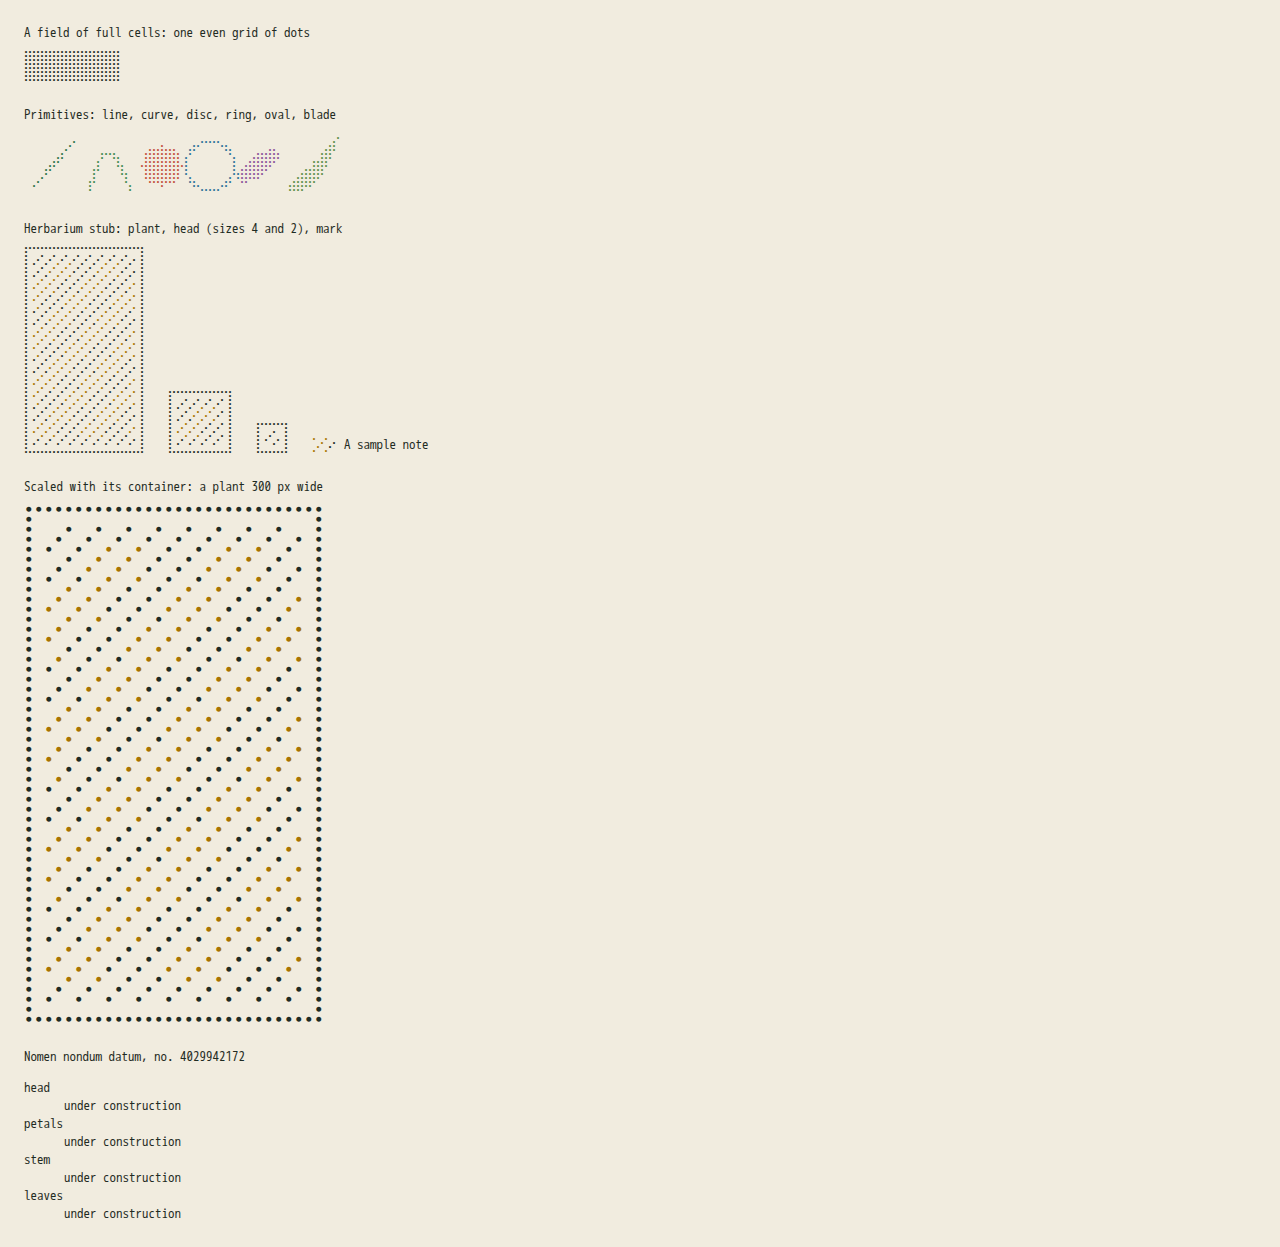 A field of full cells: one even grid of dots
Primitives: line, curve, disc, ring, oval, blade
Herbarium stub: plant, head (sizes 4 and 2), mark
A sample note
Scaled with its container: a plant 300 px wide
Nomen nondum datum, no. 4029942172
head
under construction
petals
under construction
stem
under construction
leaves
under construction